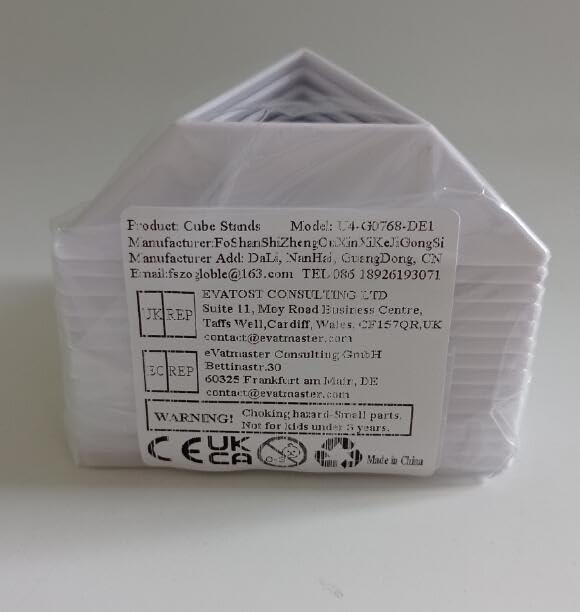 Product: Cube Stands Model: U4-G0768-DE1
Manufacturer:FoShanShiZhengCuXinXiKeJiGongSi
Manufacturer Add: DaLi, NanHai, GuangDong, CN
Email:fszogloble@163.com TEL 086 18926193071
UK REP
EVATOST CONSULTING LTD
Suite 11, Moy Road Business Centre,
Taffs Well,Cardiff, Wales, CF157QR,UK
contact@evatmaster.com
EC REP
eVatmaster Consulting GmbH
Bettinastr.30
60325 Frankfurt am Main, DE
contact@evatmaster.com
WARNING! Choking hazard-Small parts.
Not for kids under 3 years.
CE UK CA 0-3 Made in China